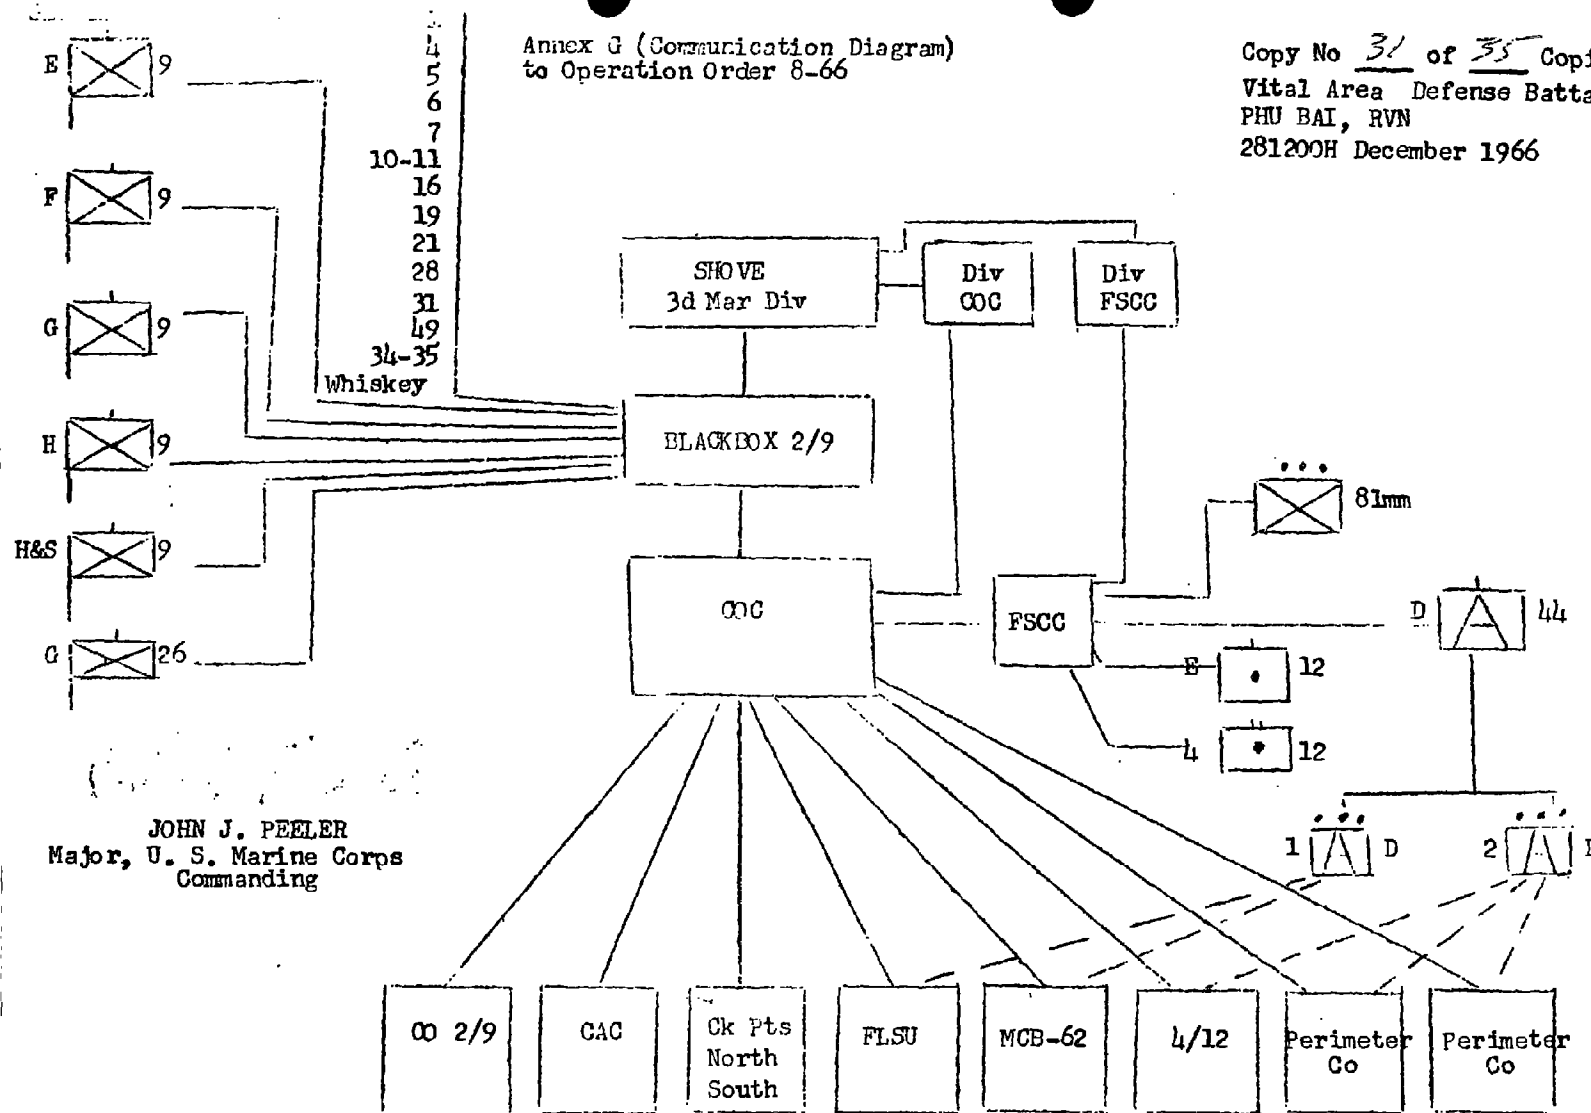 Annex G (Communication Diagram)
to Operation Order 8-66
Copy No 31 of 35 Copi
Vital Area Defense Batta
PHU BAI, RVN
281200H December 1966
E 9
F 9
G 9
H 9
H&S 9
G 26
4
5
6
7
10-11
16
19
21
28
31
49
34-35
Whiskey
SHOVE
3d Mar Div
Div
COC
Div
FSCC
BLACKBOX 2/9
COC
FSCC
81mm
D 44
E 12
4 12
1 D
2
JOHN J. PEELER
Major, U. S. Marine Corps
Commanding
CO 2/9
CAC
Ck Pts
North
South
FLSU
MCB-62
4/12
Perimeter
Co
Perimeter
Co